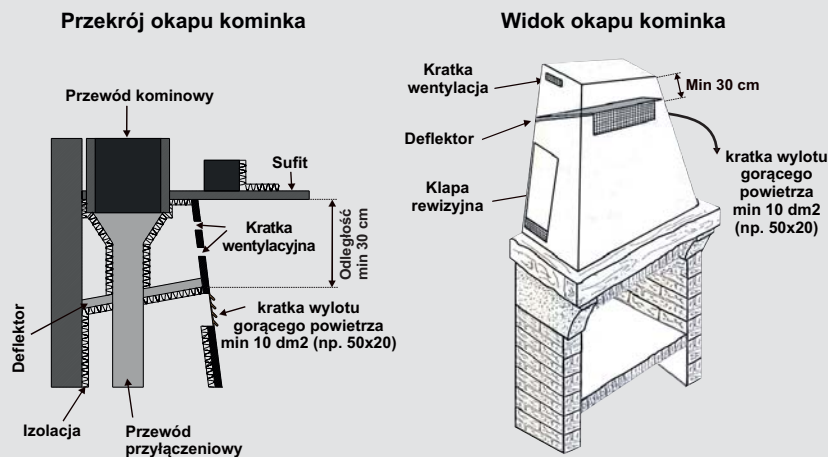 Przekrój okapu kominka
Przewód kominowy
Sufit
Kratka
wentylacyjna
Odległość
min 30 cm
kratka wylotu
gorącego powietrza
min 10 dm2 (np. 50x20)
Deflektor
Izolacja
Przewód
przyłączeniowy
Widok okapu kominka
Kratka
wentylacja
Min 30 cm
Deflektor
kratka wylotu
gorącego
powietrza
min 10 dm2
(np. 50x20)
Klapa
rewizyjna